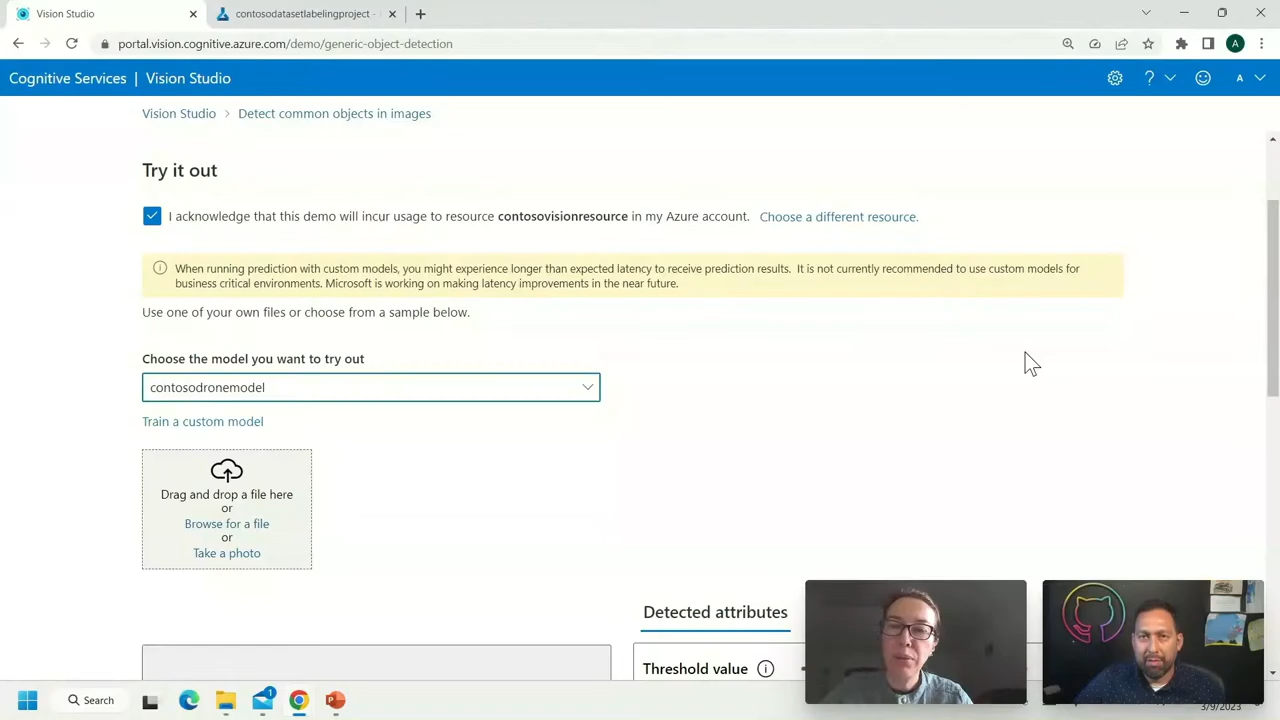 Vision Studio
contosodatasetlabelingproject -
portal.vision.cognitive.azure.com/demo/generic-object-detection
A
Cognitive Services | Vision Studio
?
A
Vision Studio > Detect common objects in images
Try it out
I acknowledge that this demo will incur usage to resource contosovisionresource in my Azure account. Choose a different resource.
When running prediction with custom models, you might experience longer than expected latency to receive prediction results. It is not currently recommended to use custom models for
business critical environments. Microsoft is working on making latency improvements in the near future.
Use one of your own files or choose from a sample below.
Choose the model you want to try out
contosodronemodel
Train a custom model
Drag and drop a file here
or
Browse for a file
or
Take a photo
Detected attributes
Threshold value
Search
1
3/9/2023